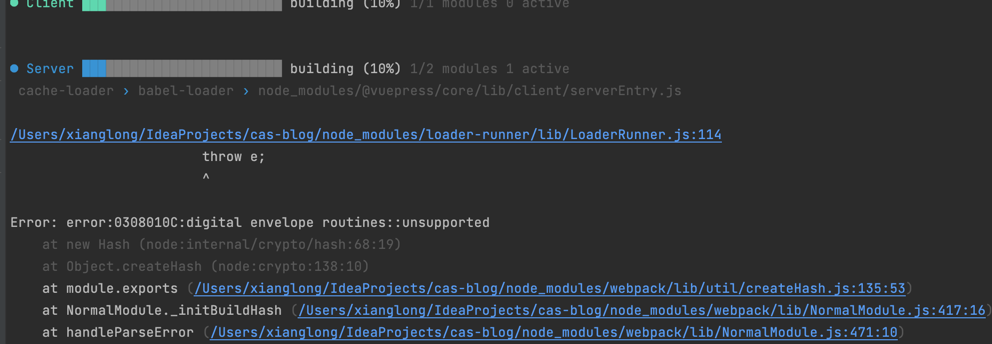 ● Client building (10%) 1/1 modules 0 active
● Server building (10%) 1/2 modules 1 active
cache-loader › babel-loader › node_modules/@vuepress/core/lib/client/serverEntry.js
/Users/xianglong/IdeaProjects/cas-blog/node_modules/loader-runner/lib/LoaderRunner.js:114
throw e;
^
Error: error:0308010C:digital envelope routines::unsupported
at new Hash (node:internal/crypto/hash:68:19)
at Object.createHash (node:crypto:138:10)
at module.exports (/Users/xianglong/IdeaProjects/cas-blog/node_modules/webpack/lib/util/createHash.js:135:53)
at NormalModule._initBuildHash (/Users/xianglong/IdeaProjects/cas-blog/node_modules/webpack/lib/NormalModule.js:417:16)
at handleParseError (/Users/xianglong/IdeaProjects/cas-blog/node_modules/webpack/lib/NormalModule.js:471:10)